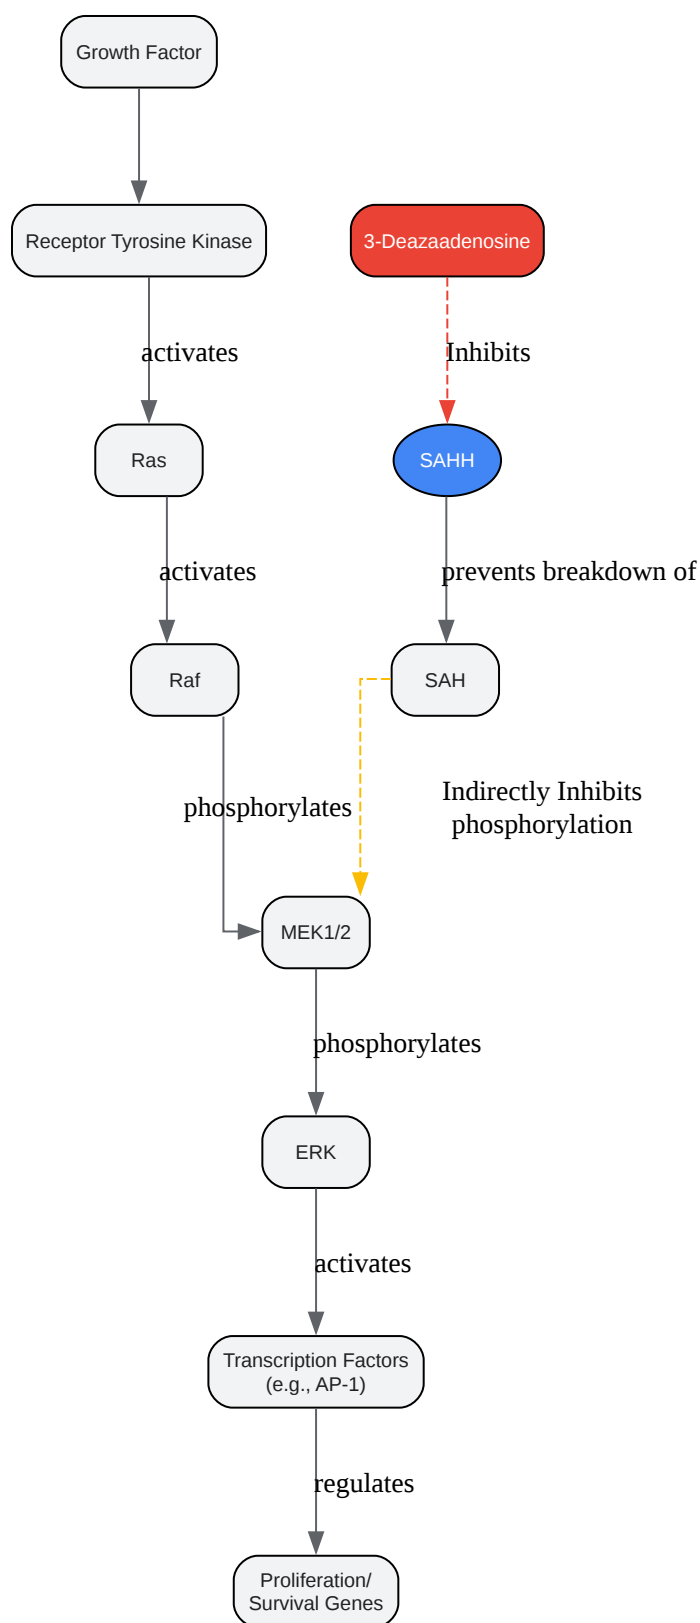 Growth Factor
Receptor Tyrosine Kinase
3-Deazaadenosine
activates
Inhibits
Ras
SAHH
activates
prevents breakdown of
Raf
SAH
phosphorylates
Indirectly Inhibits
phosphorylation
MEK1/2
phosphorylates
ERK
activates
Transcription Factors
(e.g., AP-1)
regulates
Proliferation/
Survival Genes